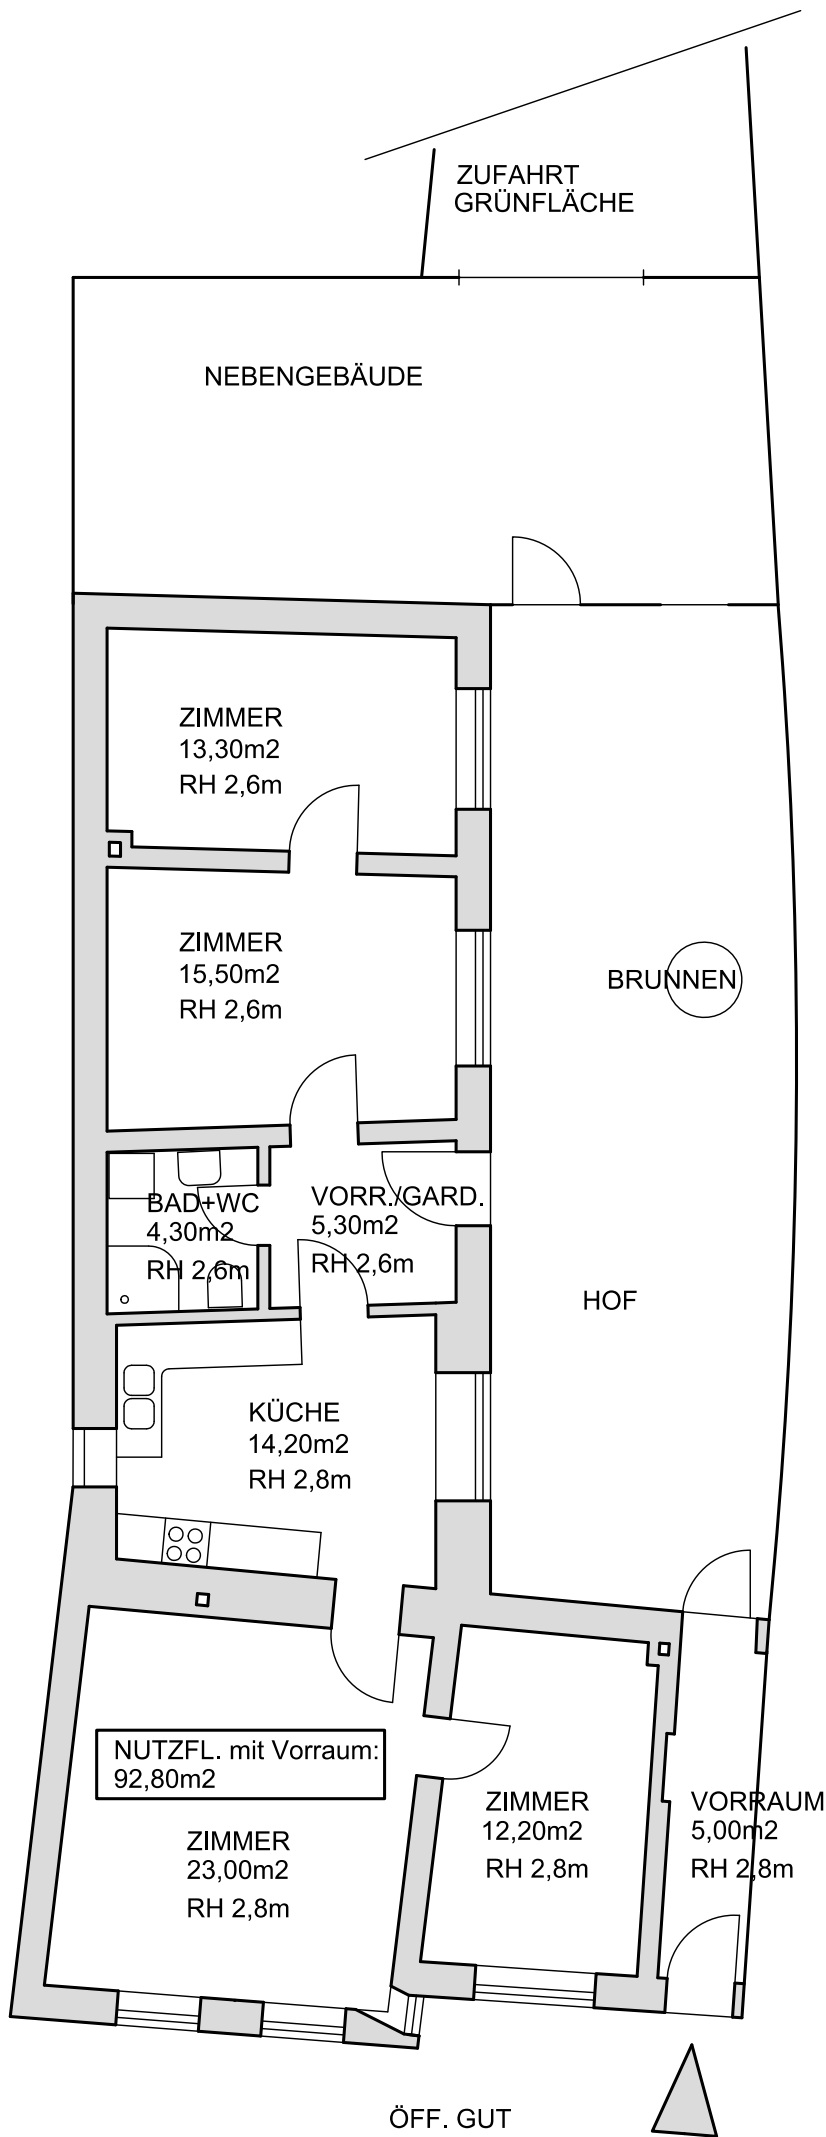 ZUFAHRT
GRÜNFLÄCHE
NEBENGEBÄUDE
ZIMMER
13,30m2
RH 2,6m
ZIMMER
15,50m2
RH 2,6m
BRUNNEN
BAD+WC
4,30m2
RH 2,6m
VORR./GARD.
5,30m2
RH 2,6m
HOF
KÜCHE
14,20m2
RH 2,8m
NUTZFL. mit Vorraum:
92,80m2
ZIMMER
23,00m2
RH 2,8m
ZIMMER
12,20m2
RH 2,8m
VORRAUM
5,00m2
RH 2,8m
ÖFF. GUT